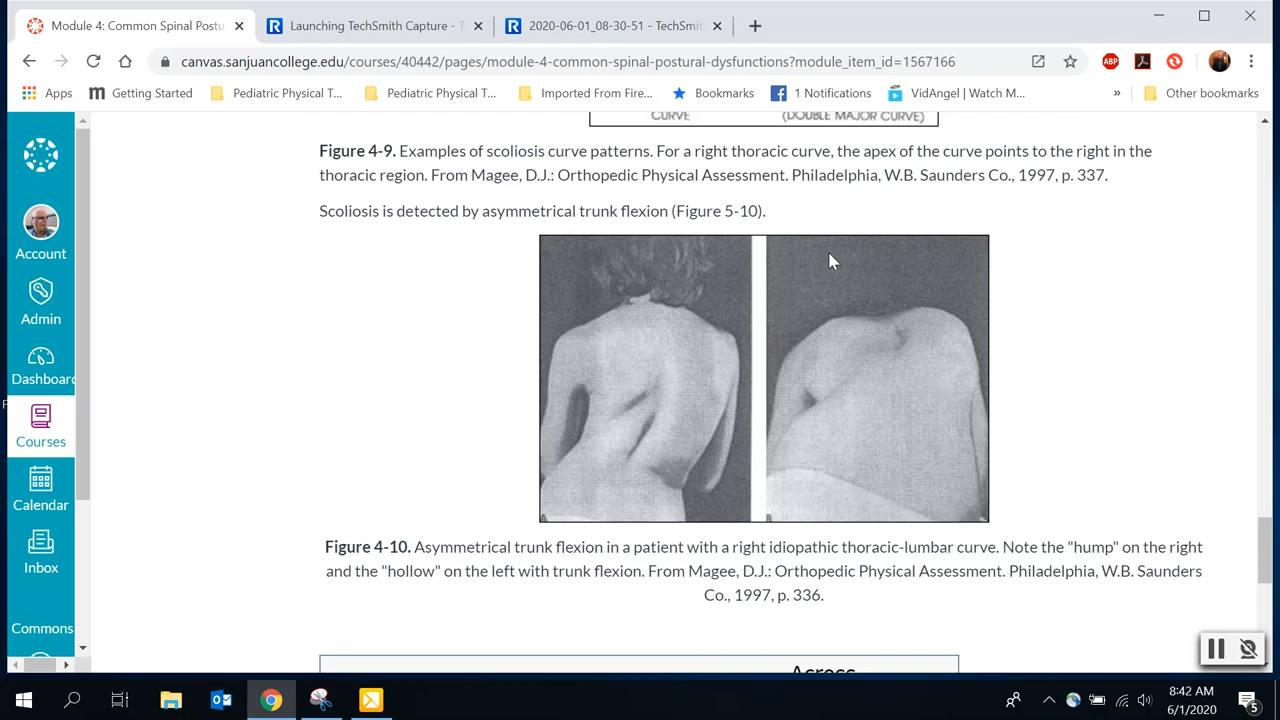 Module 4: Common Spinal Postu
Launching TechSmith Capture - T
2020-06-01_08-30-51 - TechSmith
canvas.sanjuancollege.edu/courses/40442/pages/module-4-common-spinal-postural-dysfunctions?module_item_id=1567166
ABP
Apps
Getting Started
Pediatric Physical T...
Pediatric Physical T...
Imported From Fire...
Bookmarks
1 Notifications
VidAngel | Watch M...
»
Other bookmarks
CURVE
(DOUBLE MAJOR CURVE)
Figure 4-9. Examples of scoliosis curve patterns. For a right thoracic curve, the apex of the curve points to the right in the
thoracic region. From Magee, D.J.: Orthopedic Physical Assessment. Philadelphia, W.B. Saunders Co., 1997, p. 337.
Scoliosis is detected by asymmetrical trunk flexion (Figure 5-10).
Account
Admin
Dashboard
Courses
Calendar
Inbox
Commons
Figure 4-10. Asymmetrical trunk flexion in a patient with a right idiopathic thoracic-lumbar curve. Note the "hump" on the right
and the "hollow" on the left with trunk flexion. From Magee, D.J.: Orthopedic Physical Assessment. Philadelphia, W.B. Saunders
Co., 1997, p. 336.
Across
8:42 AM
6/1/2020
5